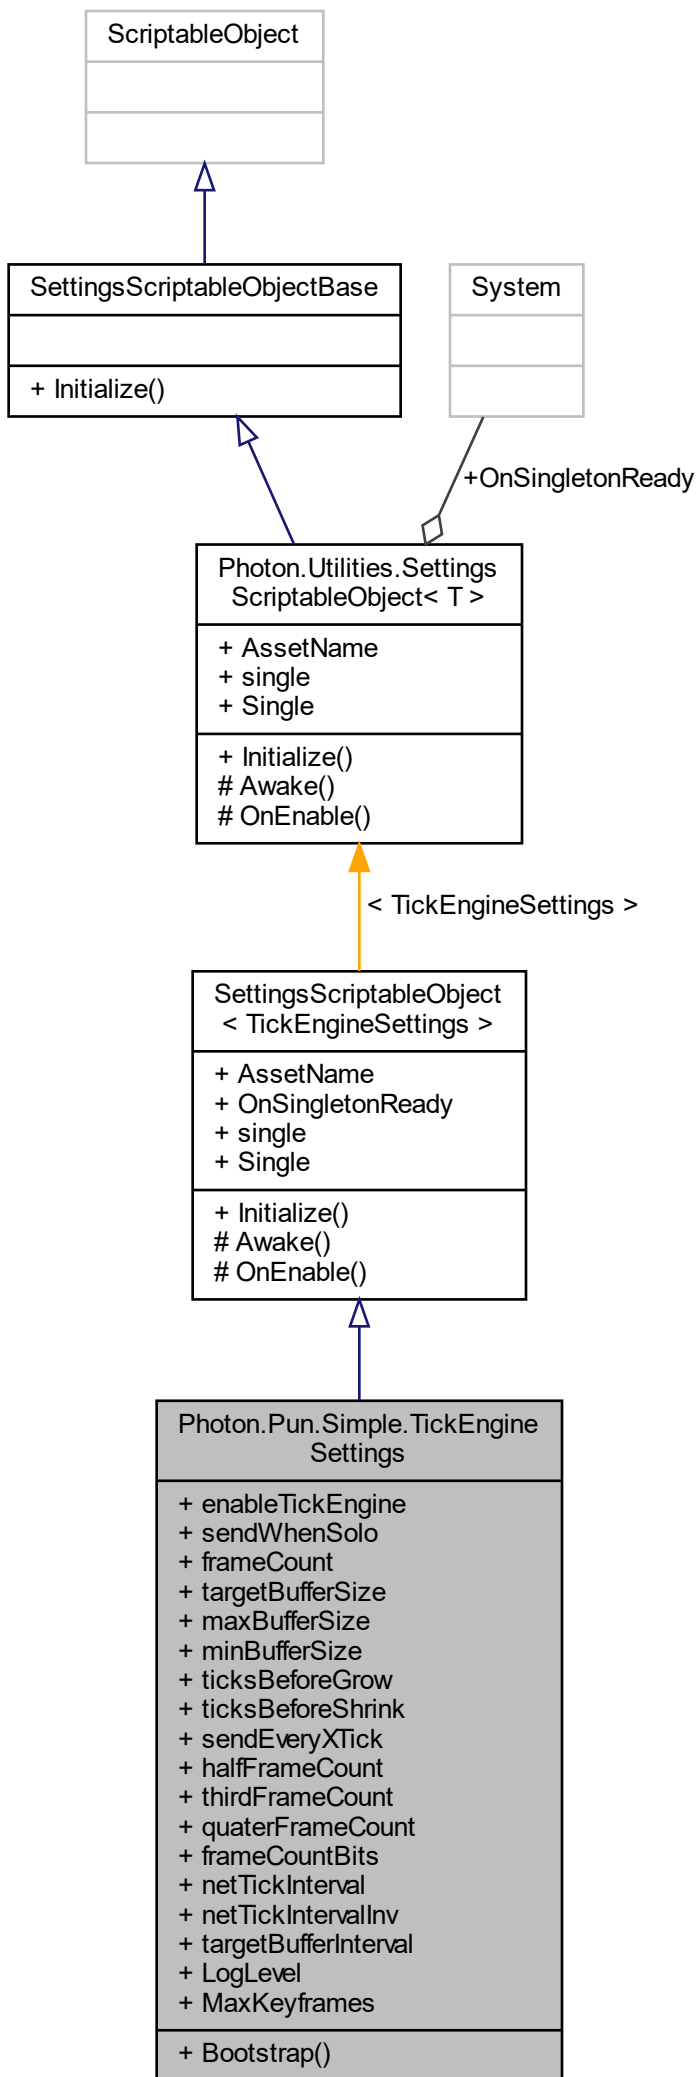 ScriptableObject
SettingsScriptableObjectBase
+ Initialize()
System
+OnSingletonReady
Photon.Utilities.Settings
ScriptableObject< T >
+ AssetName
+ single
+ Single
+ Initialize()
# Awake()
# OnEnable()
< TickEngineSettings >
SettingsScriptableObject
< TickEngineSettings >
+ AssetName
+ OnSingletonReady
+ single
+ Single
+ Initialize()
# Awake()
# OnEnable()
Photon.Pun.Simple.TickEngine
Settings
+ enableTickEngine
+ sendWhenSolo
+ frameCount
+ targetBufferSize
+ maxBufferSize
+ minBufferSize
+ ticksBeforeGrow
+ ticksBeforeShrink
+ sendEveryXTick
+ halfFrameCount
+ thirdFrameCount
+ quaterFrameCount
+ frameCountBits
+ netTickInterval
+ netTickIntervalInv
+ targetBufferInterval
+ LogLevel
+ MaxKeyframes
+ Bootstrap()